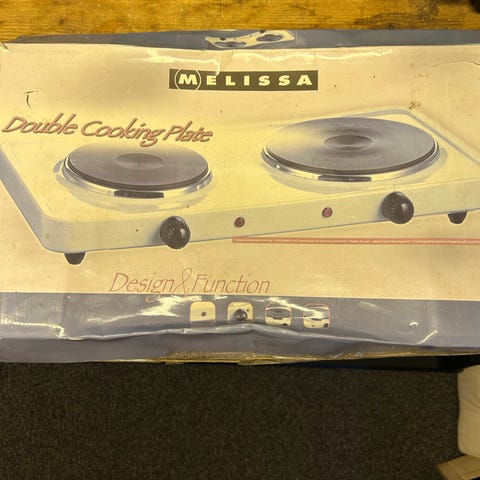 MELISSA
Double Cooking Plate
Design & Function